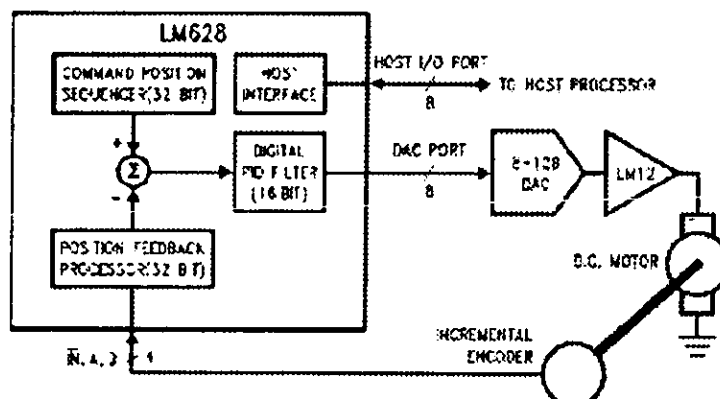 LM628
COMMAND POSITION
SEQUENCER(32 BIT)
HOST
INTERFACE
HOST I/O PORT
8
TO HOST PROCESSOR
+
Σ
−
DIGITAL
PID FILTER
(16 BIT)
DAC PORT
8
DAC
LM12
POSITION FEEDBACK
PROCESSOR(32 BIT)
D.C. MOTOR
INCREMENTAL
ENCODER
IN, A, B